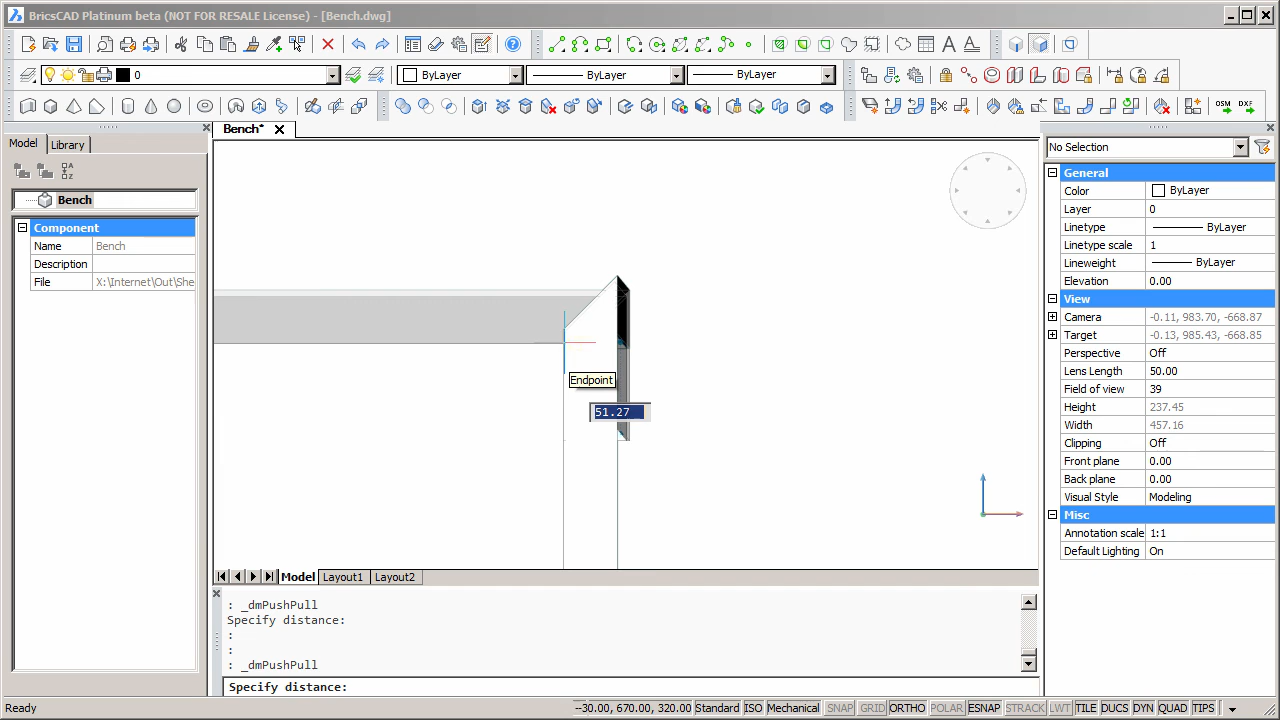 BricsCAD Platinum beta (NOT FOR RESALE License) - [Bench.dwg]
0
ByLayer
ByLayer
ByLayer
OSM
DXF
Model
Library
Bench*
No Selection
Bench
Component
Name Bench
Description
File X:\Internet\Out\She
General
Color ByLayer
Layer 0
Linetype ByLayer
Linetype scale 1
Lineweight ByLayer
Elevation 0.00
View
Camera -0.11, 983.70, -668.87
Target -0.13, 985.43, -668.85
Perspective Off
Lens Length 50.00
Field of view 39
Height 237.45
Width 457.16
Clipping Off
Front plane 0.00
Back plane 0.00
Visual Style Modeling
Misc
Annotation scale 1:1
Default Lighting On
Endpoint
51.27
Model Layout1 Layout2
: _dmPushPull
Specify distance:
:
:
: _dmPushPull
Specify distance:
Ready
--30.00, 670.00, 320.00 Standard ISO Mechanical SNAP GRID ORTHO POLAR ESNAP STRACK LWT TILE DUCS DYN QUAD TIPS